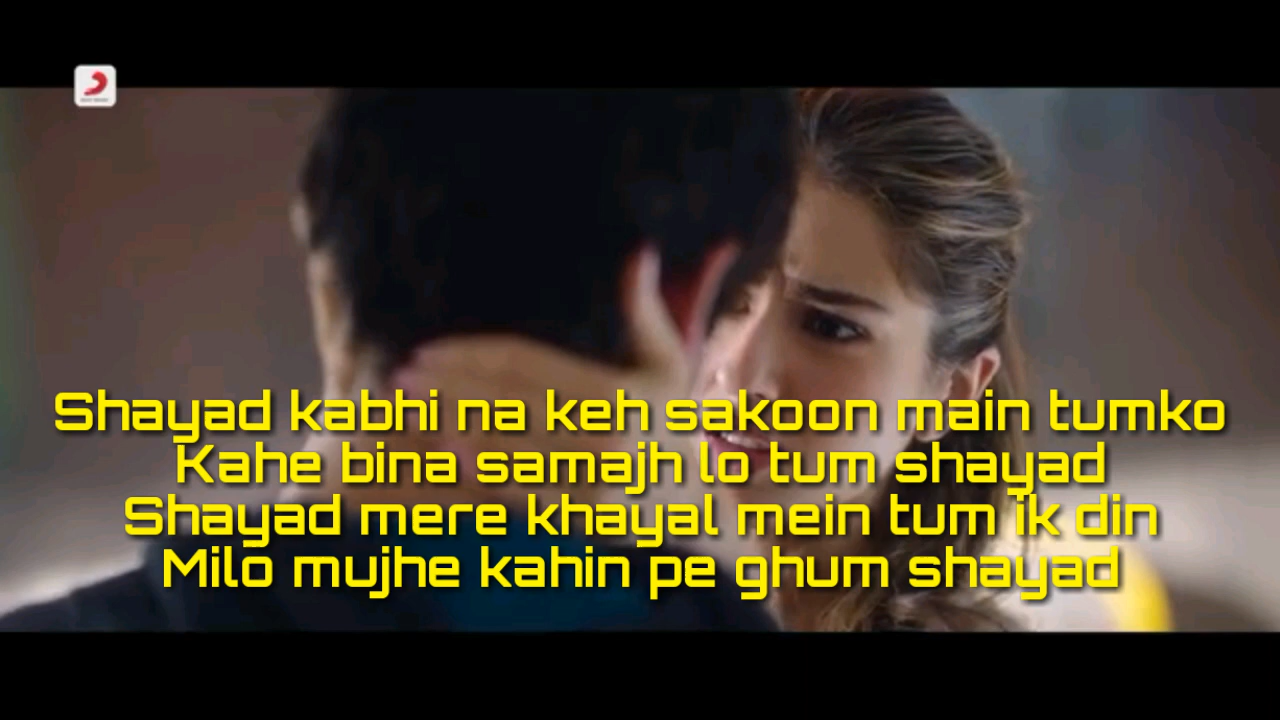 Shayad kabhi na keh sakoon main tumko
Kahe bina samajh lo tum shayad
Shayad mere khayal mein tum ik din
Milo mujhe kahin pe ghum shayad